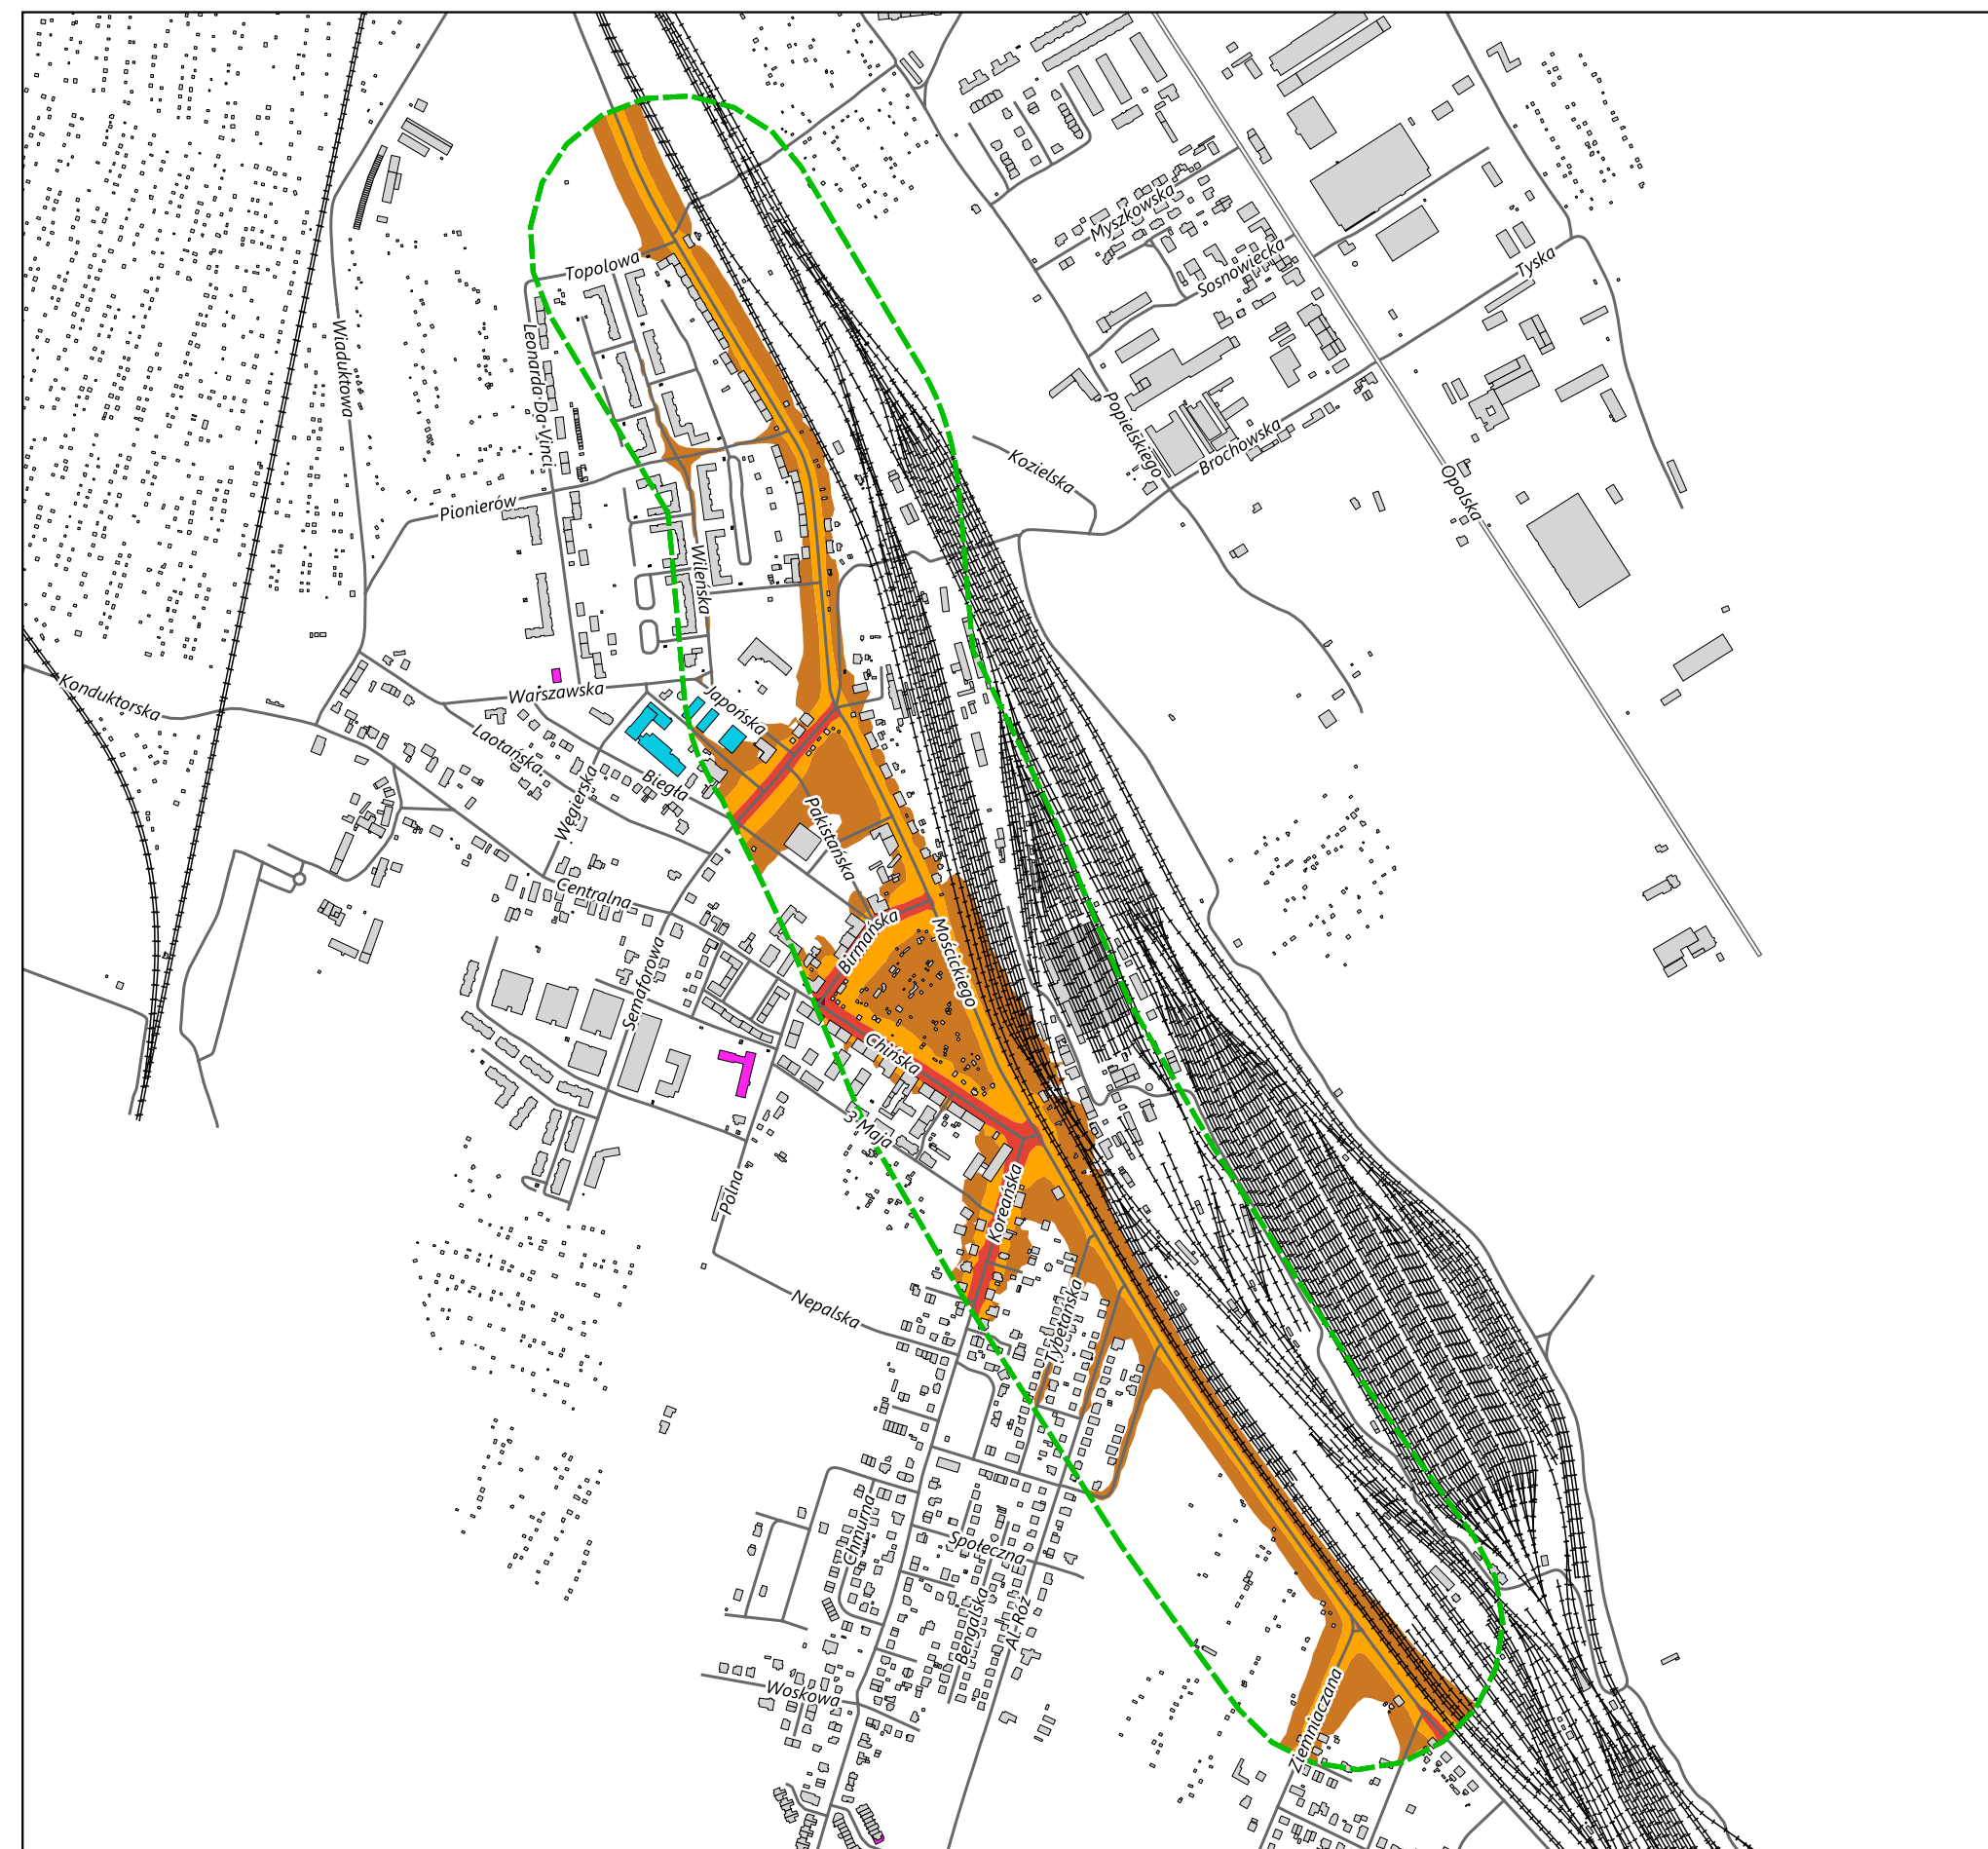 Myszkowska
Sosnowiecka
Tyska
Topolowa
Wiaduktowa
Leonarda Da Vinci
Popielskiego
Brochowska
Kozielska
Opolska
Pionierów
Wileńska
Konduktorska
Warszawska
Japońska
Laotańska
Biegła
Węgierska
Pakistańska
Centralna
Birmańska
Mościckiego
Semaforowa
Chińska
3 Maja
Polna
Koreańska
Nepalska
Tybetańska
Chmurna
Społeczna
Bengalska
Al-Róż
Woskowa
Ziemniaczana